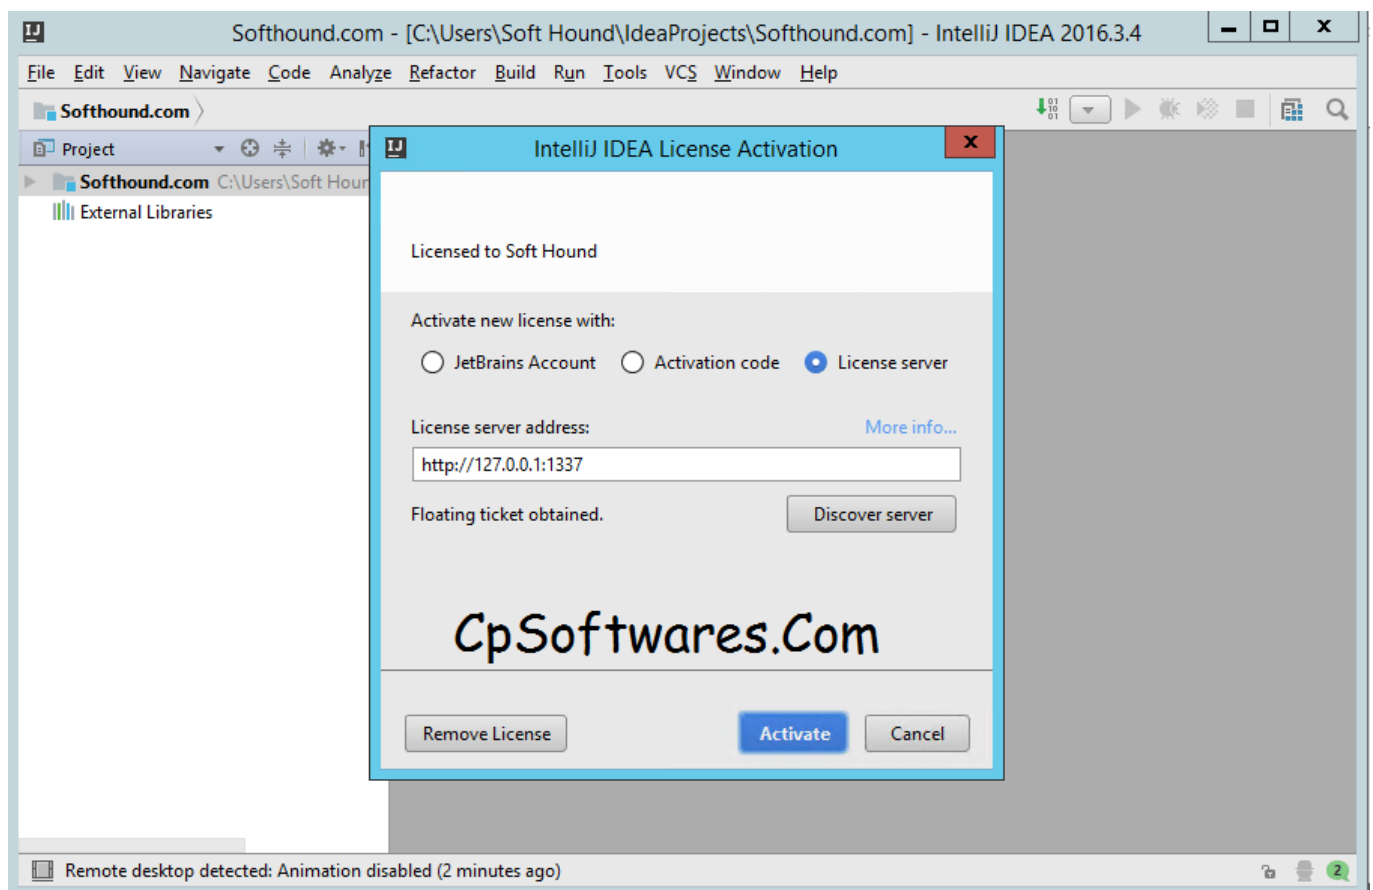 Softhound.com - [C:\Users\Soft Hound\IdeaProjects\Softhound.com] - IntelliJ IDEA 2016.3.4
File Edit View Navigate Code Analyze Refactor Build Run Tools VCS Window Help
Softhound.com
Project
IntelliJ IDEA License Activation
Softhound.com C:\Users\Soft Houn
External Libraries
Licensed to Soft Hound
Activate new license with:
JetBrains Account Activation code License server
License server address: More info...
http://127.0.0.1:1337
Floating ticket obtained. Discover server
CpSoftwares.Com
Remove License Activate Cancel
Remote desktop detected: Animation disabled (2 minutes ago) 2